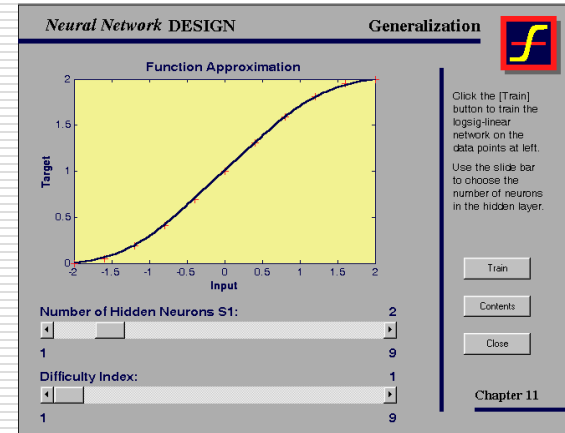 Neural Network DESIGN
Generalization
Function Approximation
2
1.5
1
0.5
0
Target
-2 -1.5 -1 -0.5 0 0.5 1 1.5 2
Input
Click the [Train]
button to train the
logsig-linear
network on the
data points at left.
Use the slide bar
to choose the
number of neurons
in the hidden layer.
Number of Hidden Neurons S1: 2
1 9
Difficulty Index: 1
1 9
Train
Contents
Close
Chapter 11